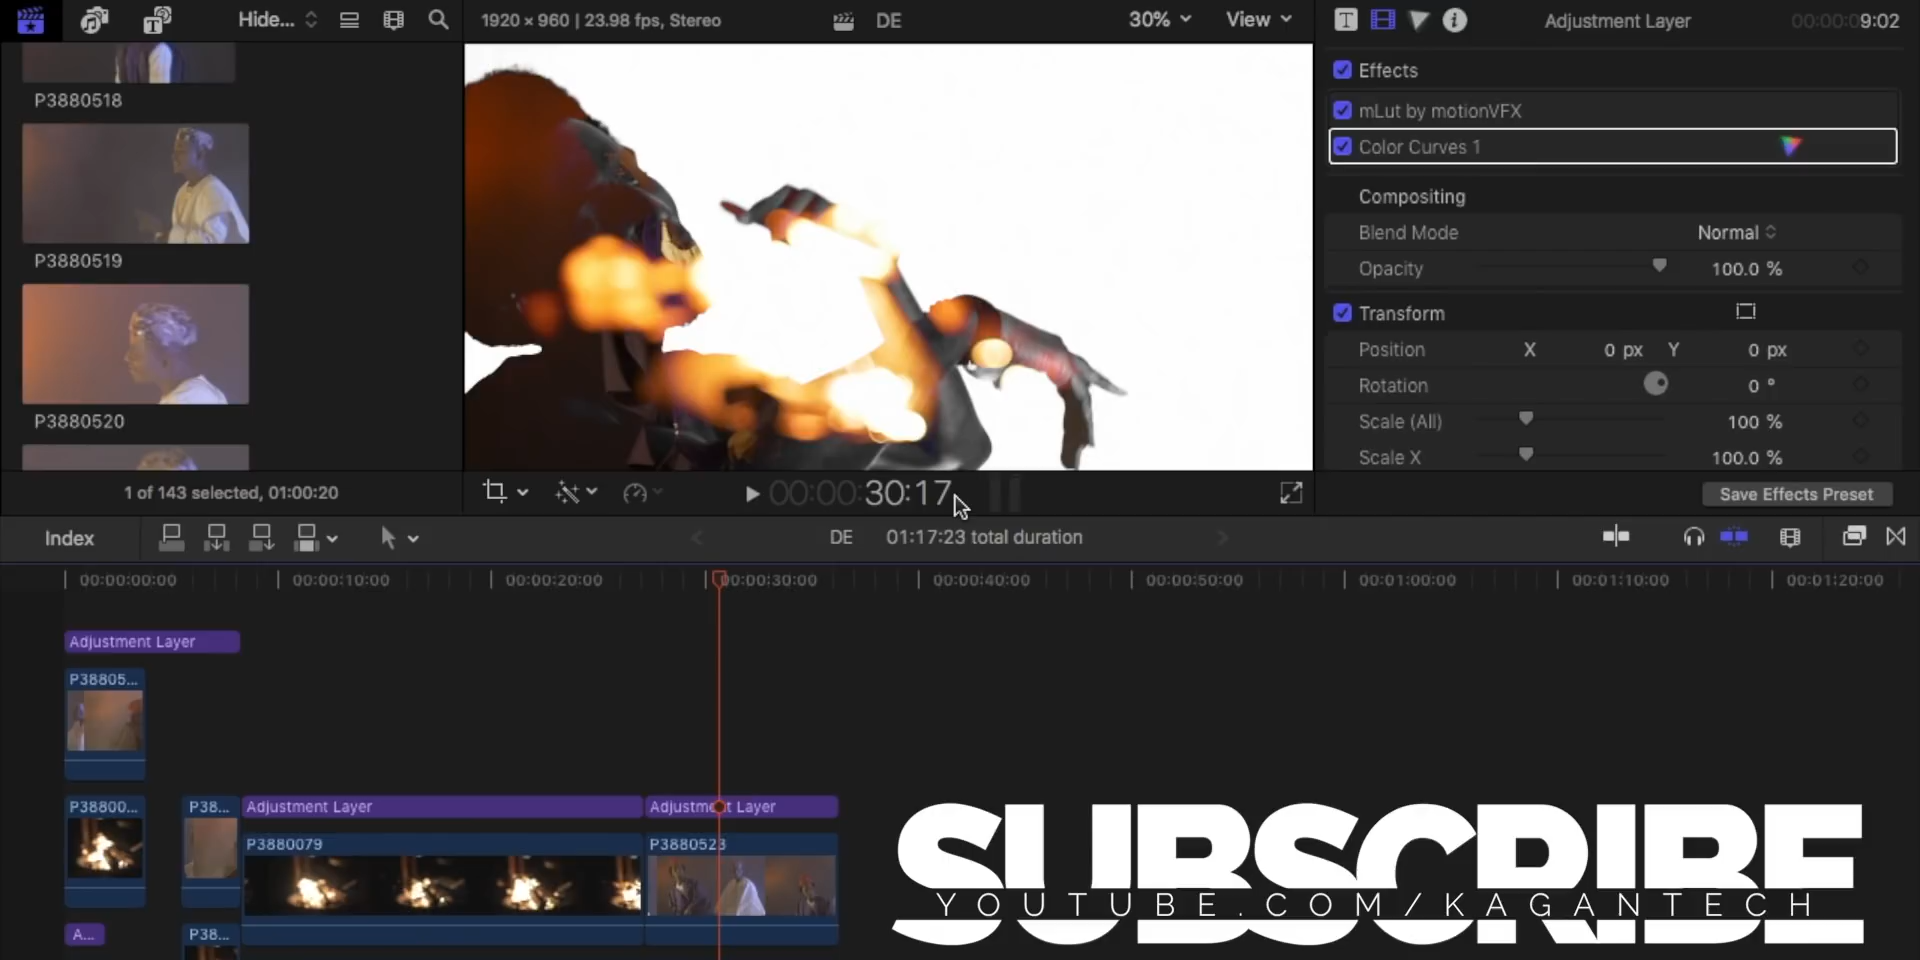 Hide...
1920 × 960 | 23.98 fps, Stereo
DE
30%
View
Adjustment Layer
00:00:09:02
P3880518
P3880519
P3880520
1 of 143 selected, 01:00:20
00:00:30:17
Effects
mLut by motionVFX
Color Curves 1
Compositing
Blend Mode
Normal
Opacity
100.0 %
Transform
Position X 0 px Y 0 px
Rotation
0 °
Scale (All)
100 %
Scale X
100.0 %
Save Effects Preset
Index
DE
01:17:23 total duration
00:00:00:00
00:00:10:00
00:00:20:00
00:00:30:00
00:00:40:00
00:00:50:00
00:01:00:00
00:01:10:00
00:01:20:00
Adjustment Layer
P38805...
P38800...
P38...
Adjustment Layer
Adjustment Layer
P3880079
P3880523
A...
P38...
SUBSCRIBE
YOUTUBE.COM/KAGANTECH